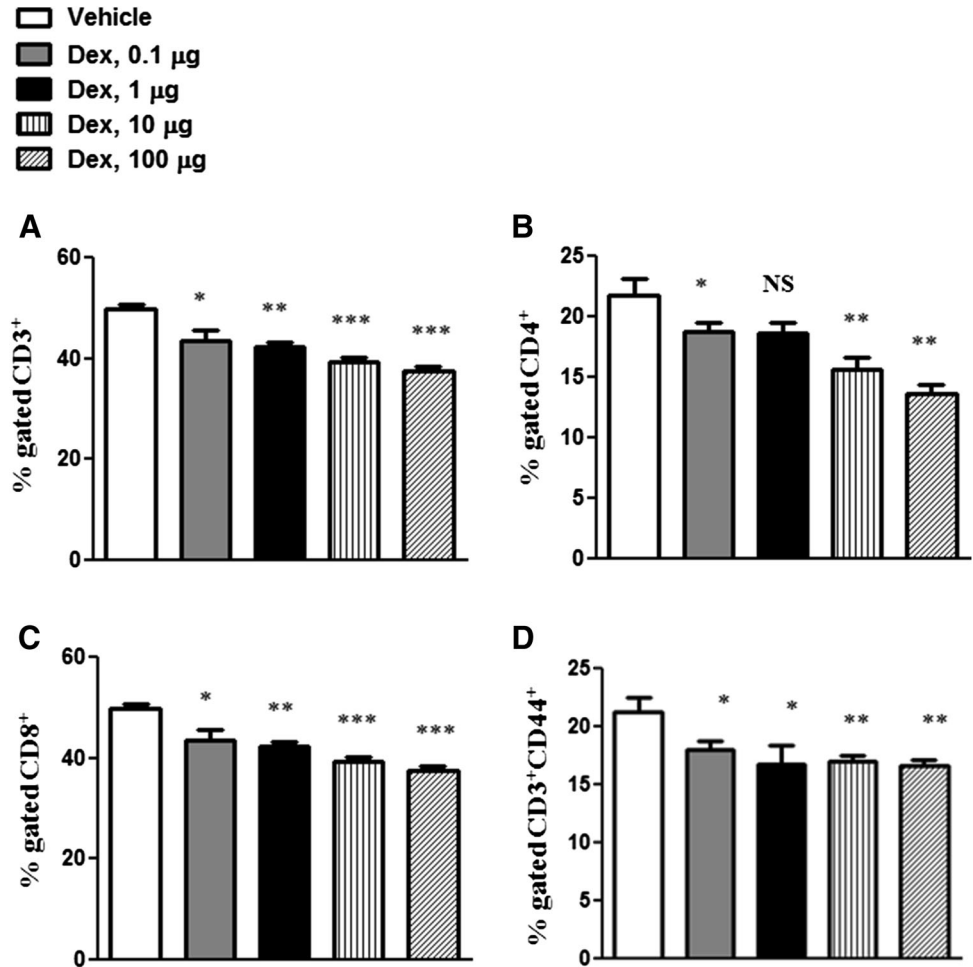 Vehicle
Dex, 0.1 µg
Dex, 1 µg
Dex, 10 µg
Dex, 100 µg
A
% gated CD3⁺
60
40
20
0
*
**
***
***
B
% gated CD4⁺
25
20
15
10
5
0
*
NS
**
**
C
% gated CD8⁺
60
40
20
0
*
**
***
***
D
% gated CD3⁺CD44⁺
25
20
15
10
5
0
*
*
**
**